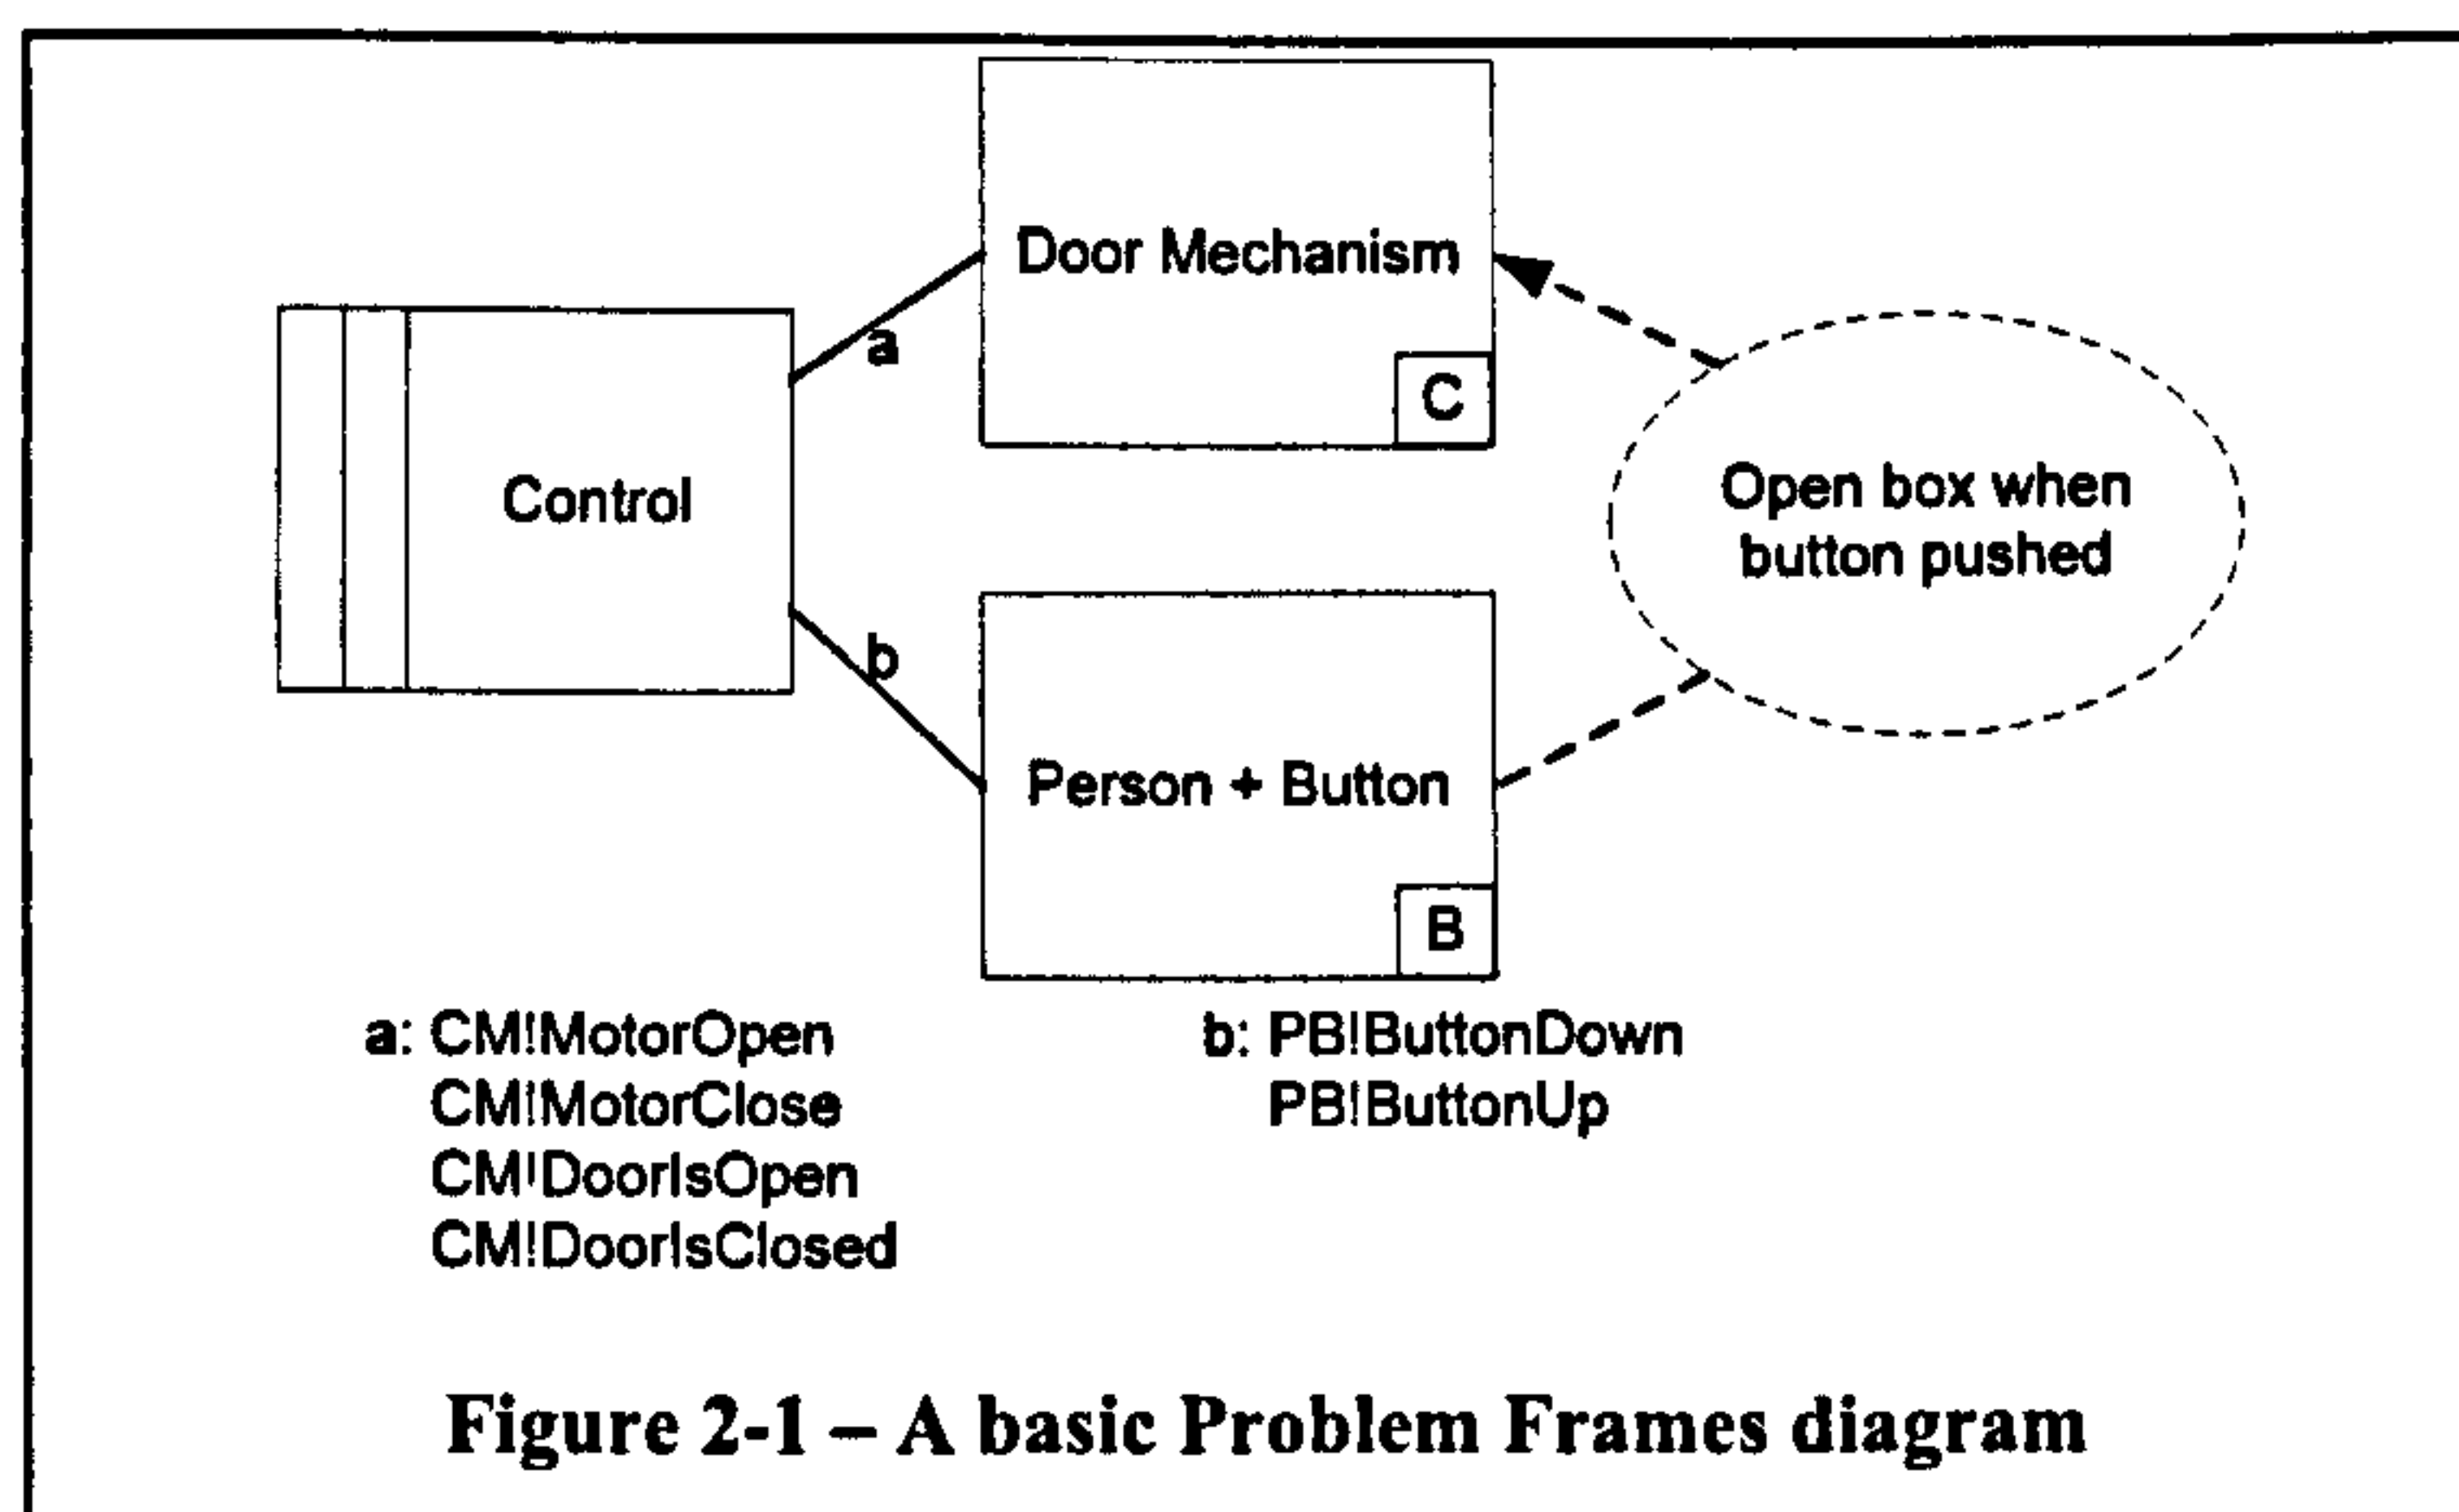 Door Mechanism
a
C
Control
Open box when
button pushed
b
Person + Button
B
a: CM!MotorOpen
CM!MotorClose
CM!DoorIsOpen
CM!DoorIsClosed
b: PB!ButtonDown
PB!ButtonUp
Figure 2-1 – A basic Problem Frames diagram